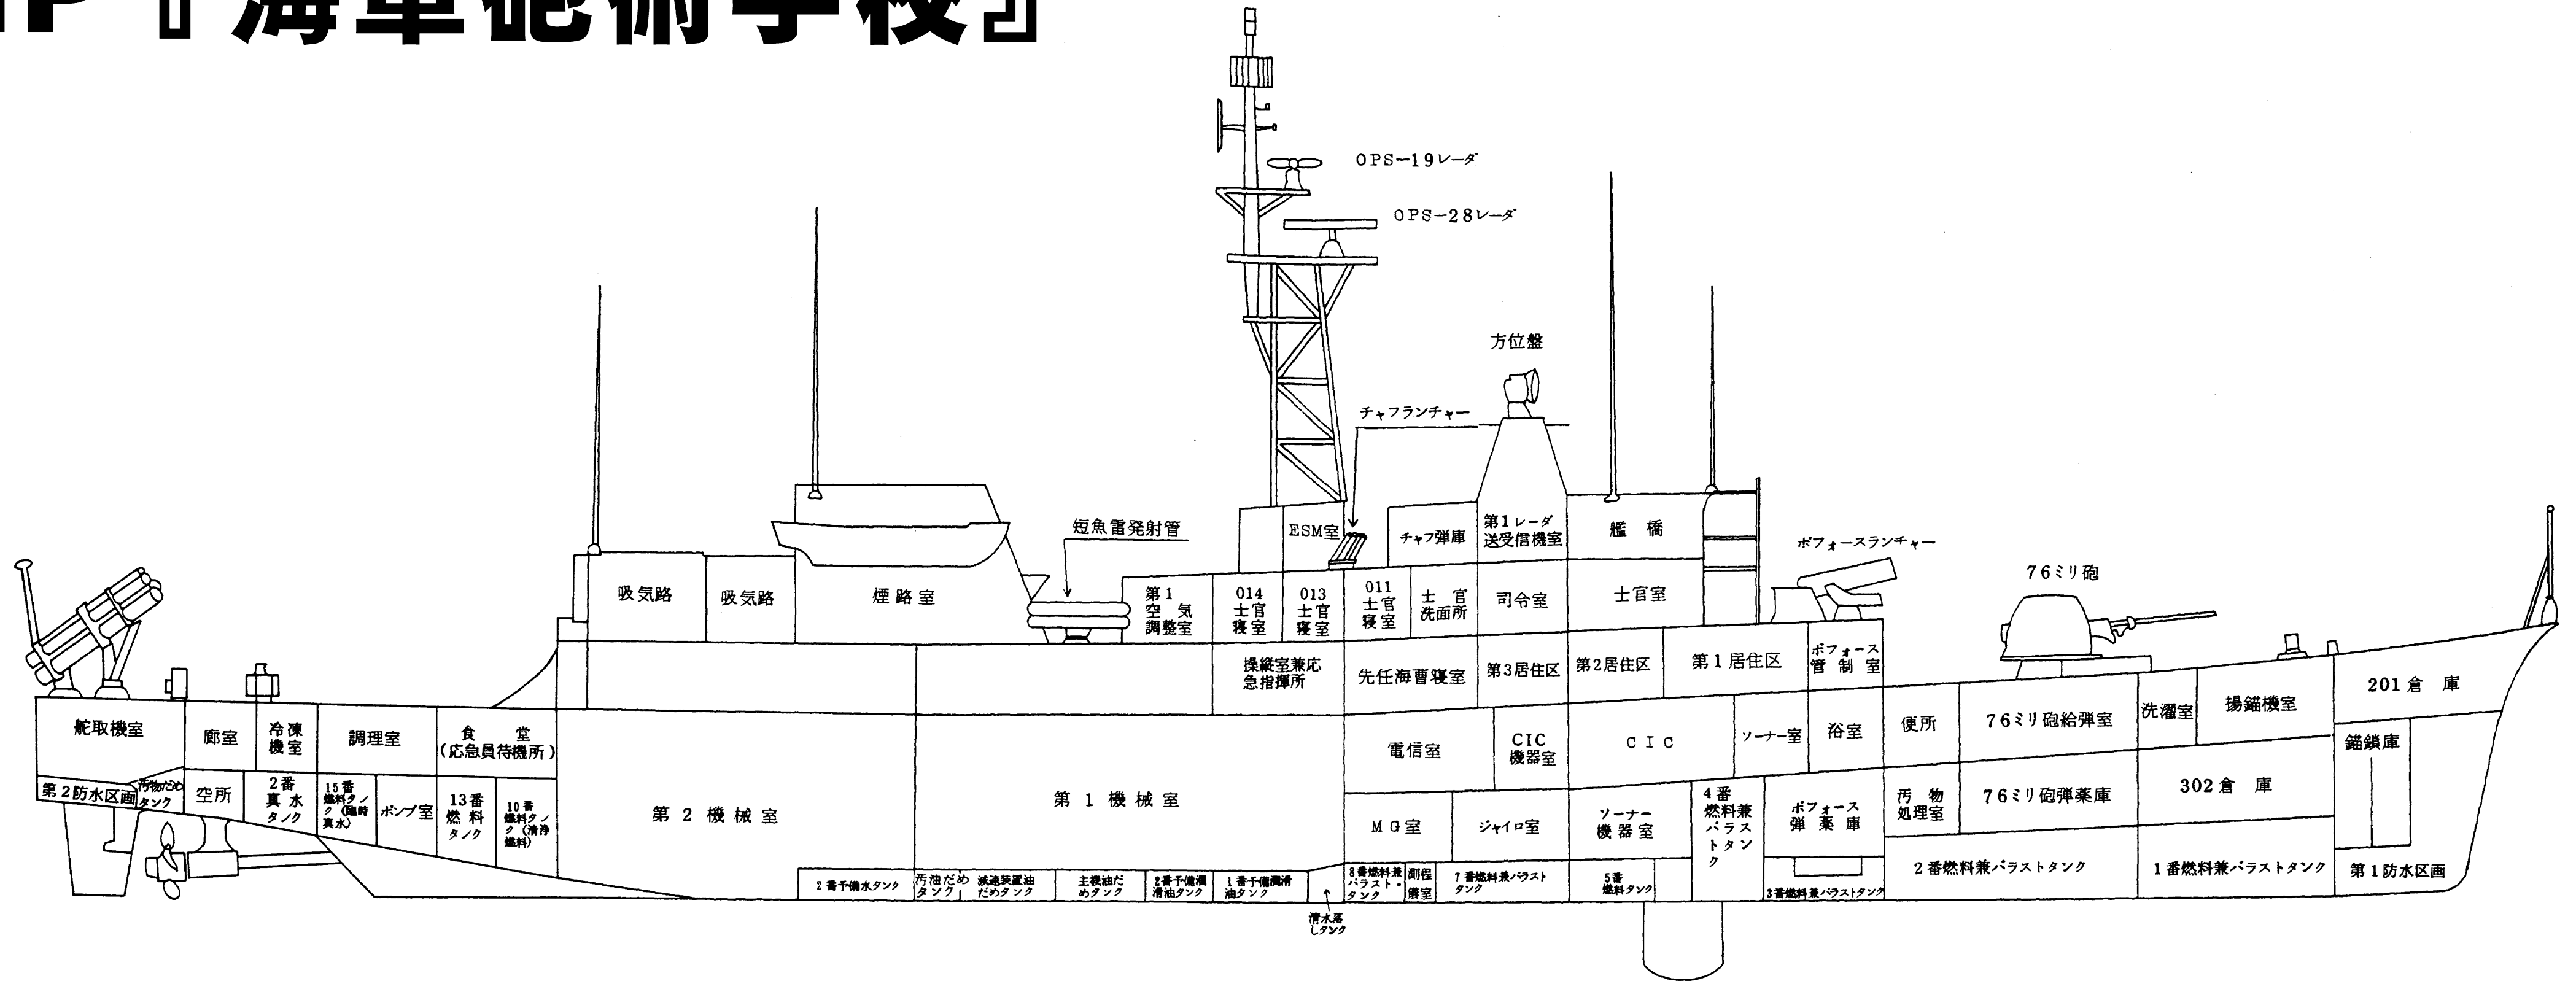 HP『海軍砲術学校』
OPS-19レーダ
OPS-28レーダ
方位盤
チャフランチャー
短魚雷発射管
ESM室
チャフ弾庫
第1レーダ
送受信機室
艦橋
ボフォースランチャー
76ミリ砲
吸気路
吸気路
煙路室
第1
空気
調整室
014
士官
寝室
013
士官
寝室
011
士官
寝室
士官
洗面所
司令室
士官室
操縦室兼応
急指揮所
先任海曹寝室
第3居住区
第2居住区
第1居住区
ボフォース
管制室
201倉庫
舵取機室
廊室
冷凍
機室
調理室
食堂
(応急員待機所)
電信室
CIC
機器室
CIC
ソーナー室
浴室
便所
76ミリ砲給弾室
洗濯室
揚錨機室
錨鎖庫
第2防水区画
汚物だめ
タンク
空所
2番
真水
タンク
15番
燃料タン
ク(臨時
真水)
ポンプ室
13番
燃料
タンク
10番
燃料タン
ク(清浄
燃料)
第2機械室
第1機械室
MG室
ジャイロ室
ソーナー
機器室
4番
燃料兼
バラス
トタン
ク
ボフォース
弾薬庫
汚物
処理室
76ミリ砲弾薬庫
302倉庫
2番予備水タンク
汚油だめ
タンク
減速装置油
だめタンク
主機油だ
めタンク
2番予備潤
滑油タンク
1番予備潤滑
油タンク
清水落
しタンク
8番燃料兼
バラスト・
タンク
測程
儀室
7番燃料兼バラスト
タンク
5番
燃料タンク
3番燃料兼バラストタンク
2番燃料兼バラストタンク
1番燃料兼バラストタンク
第1防水区画